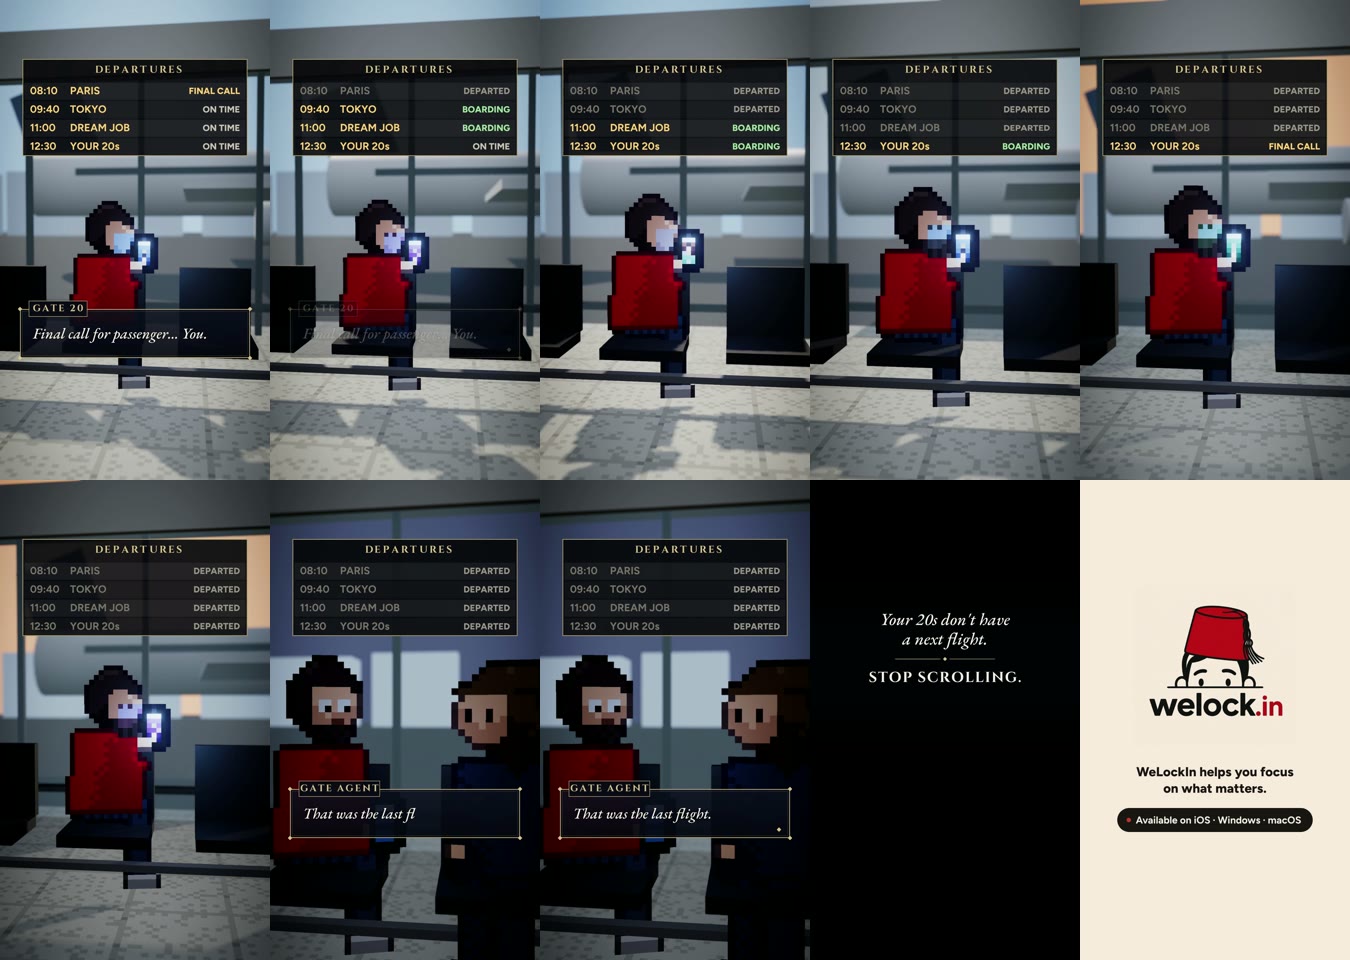 DEPARTURES
08:10 PARIS FINAL CALL
09:40 TOKYO ON TIME
11:00 DREAM JOB ON TIME
12:30 YOUR 20s ON TIME
GATE 20
Final call for passenger... You.
DEPARTURES
08:10 PARIS DEPARTED
09:40 TOKYO BOARDING
11:00 DREAM JOB BOARDING
12:30 YOUR 20s ON TIME
GATE 20
Final call for passenger... You.
DEPARTURES
08:10 PARIS DEPARTED
09:40 TOKYO DEPARTED
11:00 DREAM JOB BOARDING
12:30 YOUR 20s BOARDING
DEPARTURES
08:10 PARIS DEPARTED
09:40 TOKYO DEPARTED
11:00 DREAM JOB DEPARTED
12:30 YOUR 20s BOARDING
DEPARTURES
08:10 PARIS DEPARTED
09:40 TOKYO DEPARTED
11:00 DREAM JOB DEPARTED
12:30 YOUR 20s FINAL CALL
DEPARTURES
08:10 PARIS DEPARTED
09:40 TOKYO DEPARTED
11:00 DREAM JOB DEPARTED
12:30 YOUR 20s DEPARTED
DEPARTURES
08:10 PARIS DEPARTED
09:40 TOKYO DEPARTED
11:00 DREAM JOB DEPARTED
12:30 YOUR 20s DEPARTED
GATE AGENT
That was the last fl
DEPARTURES
08:10 PARIS DEPARTED
09:40 TOKYO DEPARTED
11:00 DREAM JOB DEPARTED
12:30 YOUR 20s DEPARTED
GATE AGENT
That was the last flight.
Your 20s don't have
a next flight.
STOP SCROLLING.
welock.in
WeLockIn helps you focus
on what matters.
Available on iOS · Windows · macOS